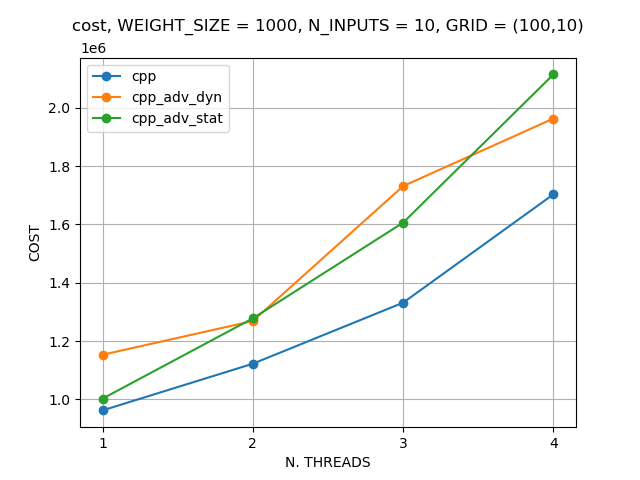 cost, WEIGHT_SIZE = 1000, N_INPUTS = 10, GRID = (100,10)
1e6
cpp
cpp_adv_dyn
cpp_adv_stat
2.0
1.8
1.6
1.4
1.2
1.0
COST
1 2 3 4
N. THREADS